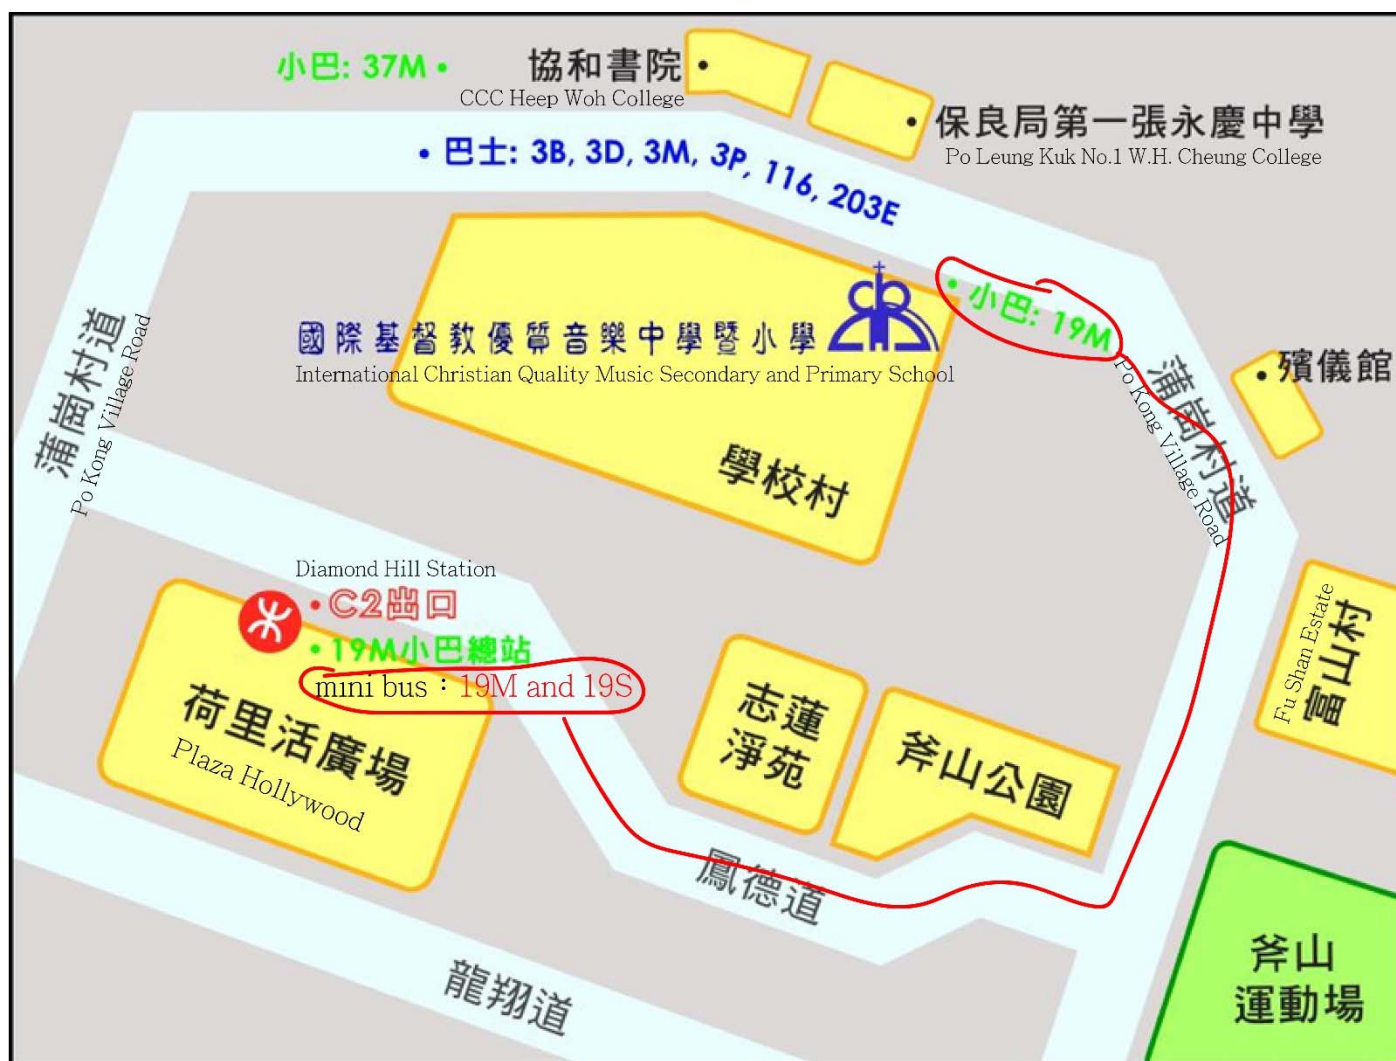 小巴: 37M
協和書院
CCC Heep Woh College
保良局第一張永慶中學
Po Leung Kuk No.1 W.H. Cheung College
巴士: 3B, 3D, 3M, 3P, 116, 203E
小巴: 19M
國際基督教優質音樂中學暨小學
International Christian Quality Music Secondary and Primary School
蒲崗村道
Po Kong Village Road
蒲崗村道
Po Kong Village Road
殯儀館
學校村
Diamond Hill Station
C2出口
19M小巴總站
mini bus：19M and 19S
荷里活廣場
Plaza Hollywood
志蓮
淨苑
斧山公園
富山村
Fu Shan Estate
鳳德道
龍翔道
斧山
運動場